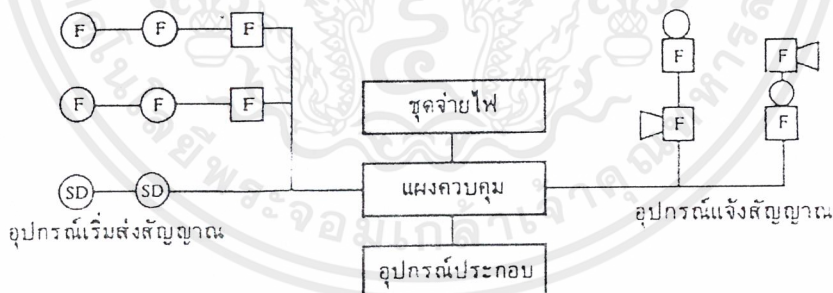 F F F
F F F
SD SD
อุปกรณ์เริ่มส่งสัญญาณ
ชุดจ่ายไฟ
แผงควบคุม
อุปกรณ์ประกอบ
F F
F F
อุปกรณ์แจ้งสัญญาณ